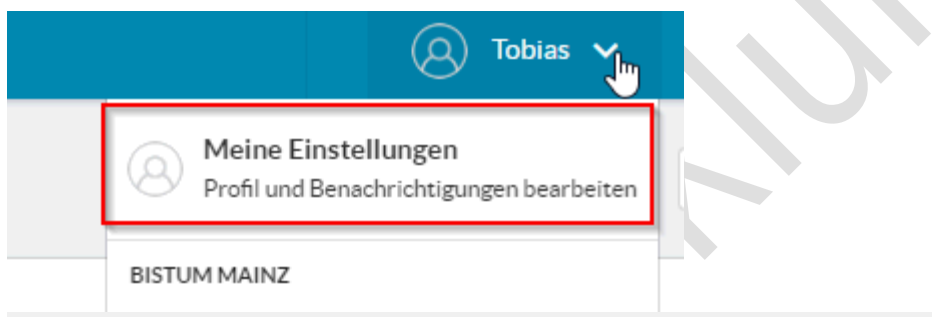 Tobias
Meine Einstellungen
Profil und Benachrichtigungen bearbeiten
BISTUM MAINZ